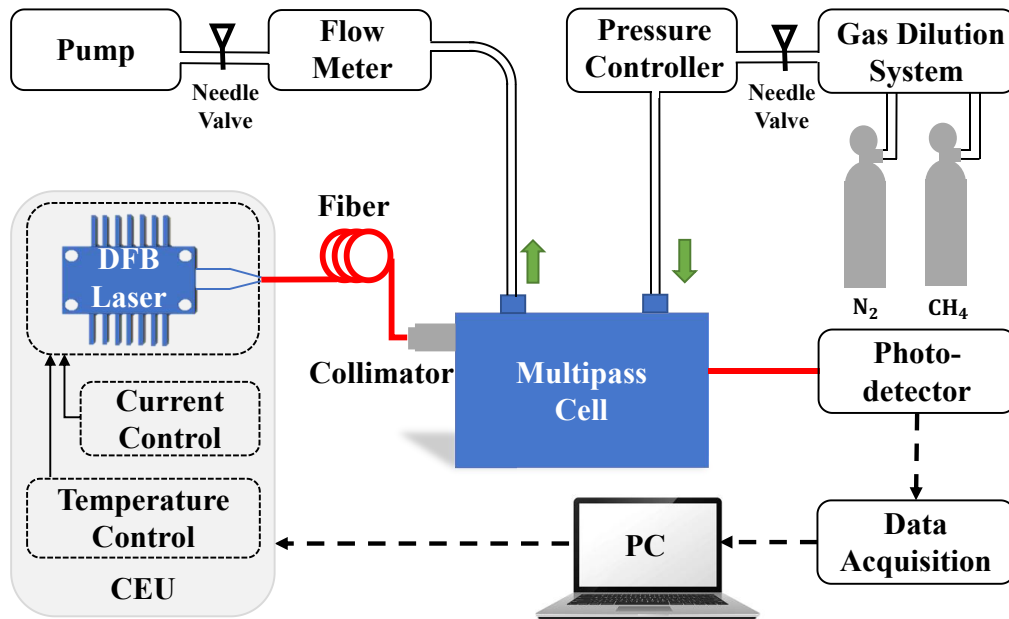 Pump
Needle
Valve
Flow
Meter
Pressure
Controller
Needle
Valve
Gas Dilution
System
N₂
CH₄
DFB
Laser
Fiber
Collimator
Multipass
Cell
Photo-
detector
Current
Control
Temperature
Control
CEU
PC
Data
Acquisition